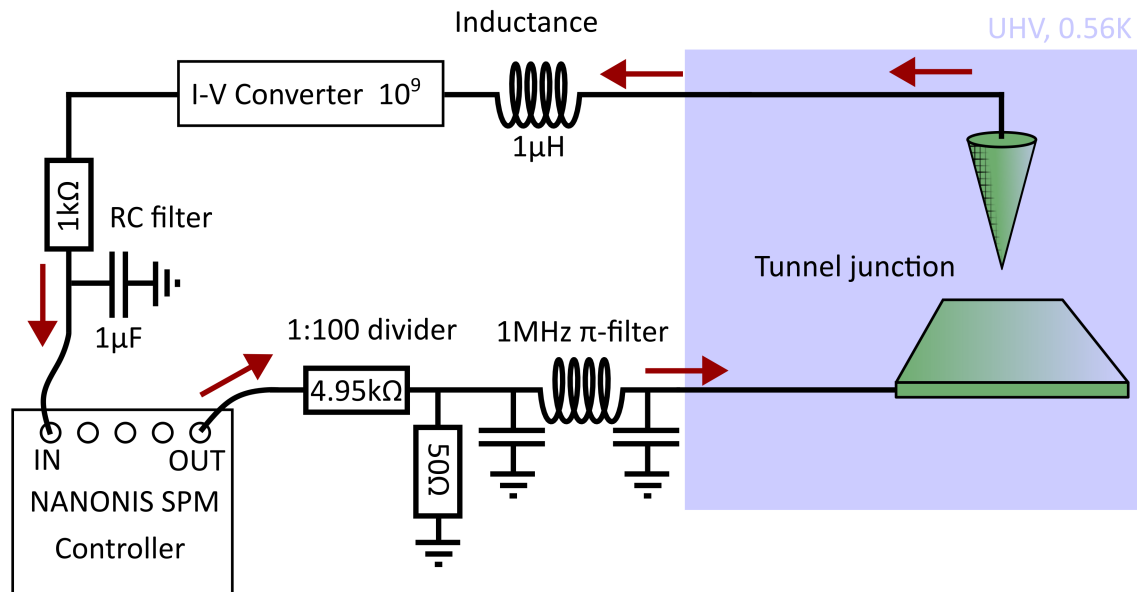 UHV, 0.56K
Inductance
I-V Converter 10⁹
1μH
1kΩ
RC filter
Tunnel junction
1μF
1:100 divider
1MHz π-filter
4.95kΩ
50Ω
IN
OUT
NANONIS SPM
Controller